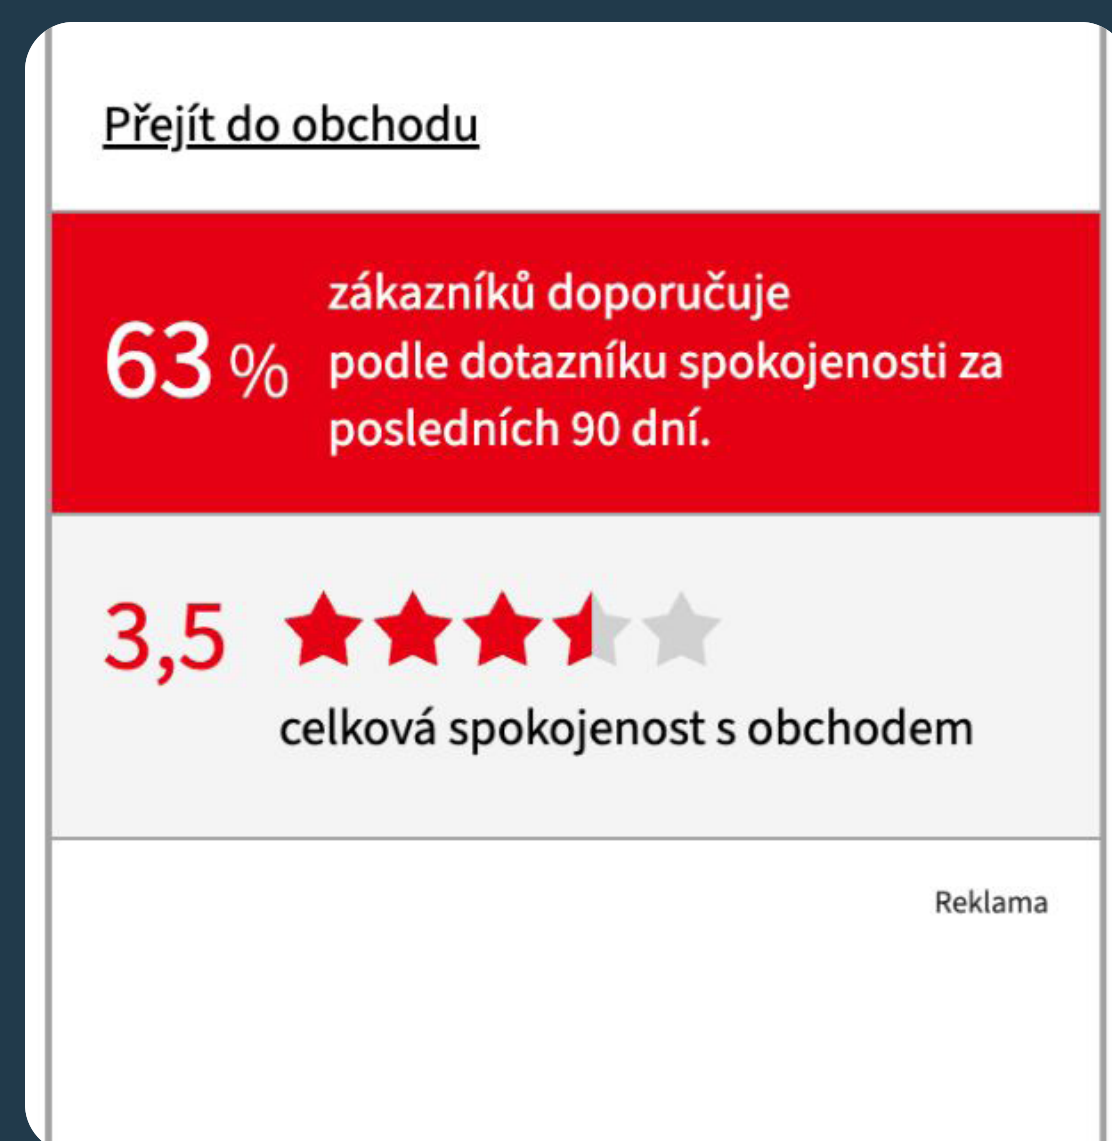 Přejít do obchodu
63 %
zákazníků doporučuje
podle dotazníku spokojenosti za
posledních 90 dní.
3,5
celková spokojenost s obchodem
Reklama